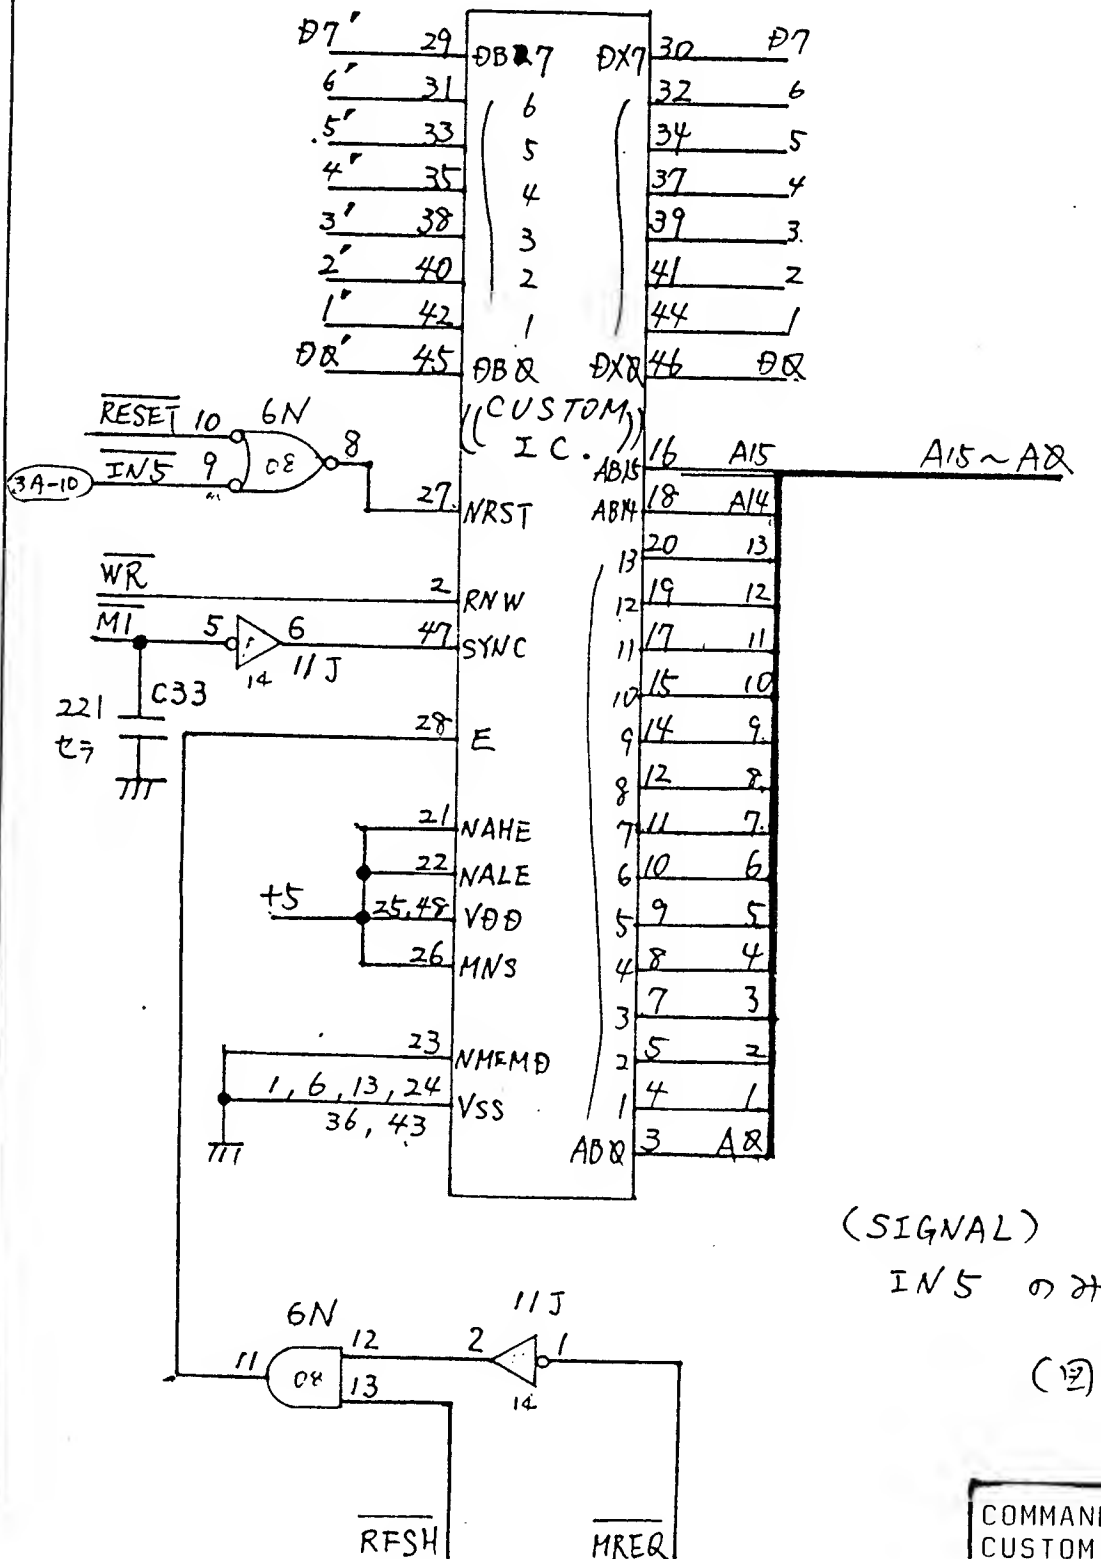 D7' 29 DB7 DX7 30 D7
6' 31 6 32 6
5' 33 5 34 5
4' 35 4 37 4
3' 38 3 39 3
2' 40 2 41 2
1' 42 1 44 1
D0' 45 DB0 DX0 46 D0
((CUSTOM IC.))
RESET 10 6N 8
3A-10 IN5 9 08
27 NRST
AB15 16 A15 A15~A0
AB14 18 A14
13 20 13
WR 2 RNW
12 19 12
M1 5 6 47 SYNC
14 11J
11 17 11
C33
221
セラ
10 15 10
28 E
9 14 9
8 12 8
21 NAHE
7 11 7
22 NALE
6 10 6
+5 25,48 VDD
5 9 5
26 MNS
4 8 4
3 7 3
23 NMEMD
2 5 2
1, 6, 13, 24 VSS
36, 43
1 4 1
AB0 3 A0
(SIGNAL)
IN5 のみ
6N 11J
11 08 12 2 1
13 14
(図
RFSH MREQ
COMMAN
CUSTOM